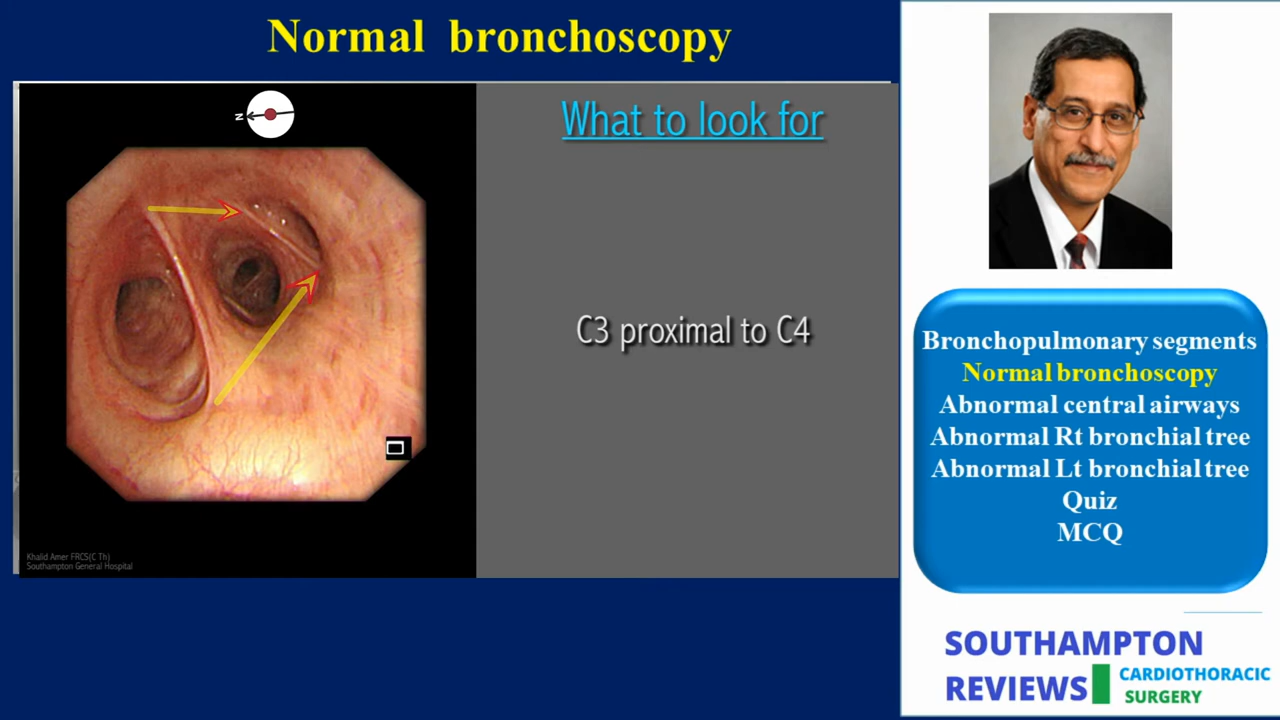 Normal bronchoscopy
N
What to look for
C3 proximal to C4
Khalid Amer FRCS(C Th)
Southampton General Hospital
Bronchopulmonary segments
Normal bronchoscopy
Abnormal central airways
Abnormal Rt bronchial tree
Abnormal Lt bronchial tree
Quiz
MCQ
SOUTHAMPTON
REVIEWS
CARDIOTHORACIC
SURGERY